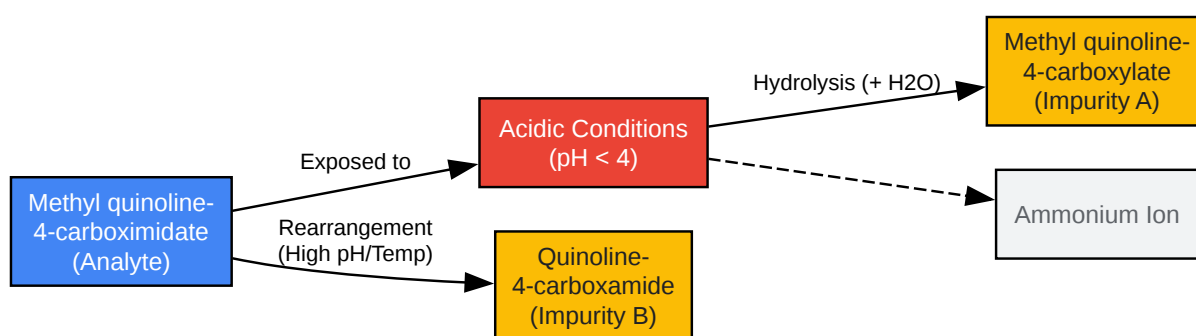 Methyl quinoline-
4-carboximidate
(Analyte)
Exposed to
Rearrangement
(High pH/Temp)
Acidic Conditions
(pH < 4)
Quinoline-
4-carboxamide
(Impurity B)
Hydrolysis (+ H2O)
Methyl quinoline-
4-carboxylate
(Impurity A)
Ammonium Ion